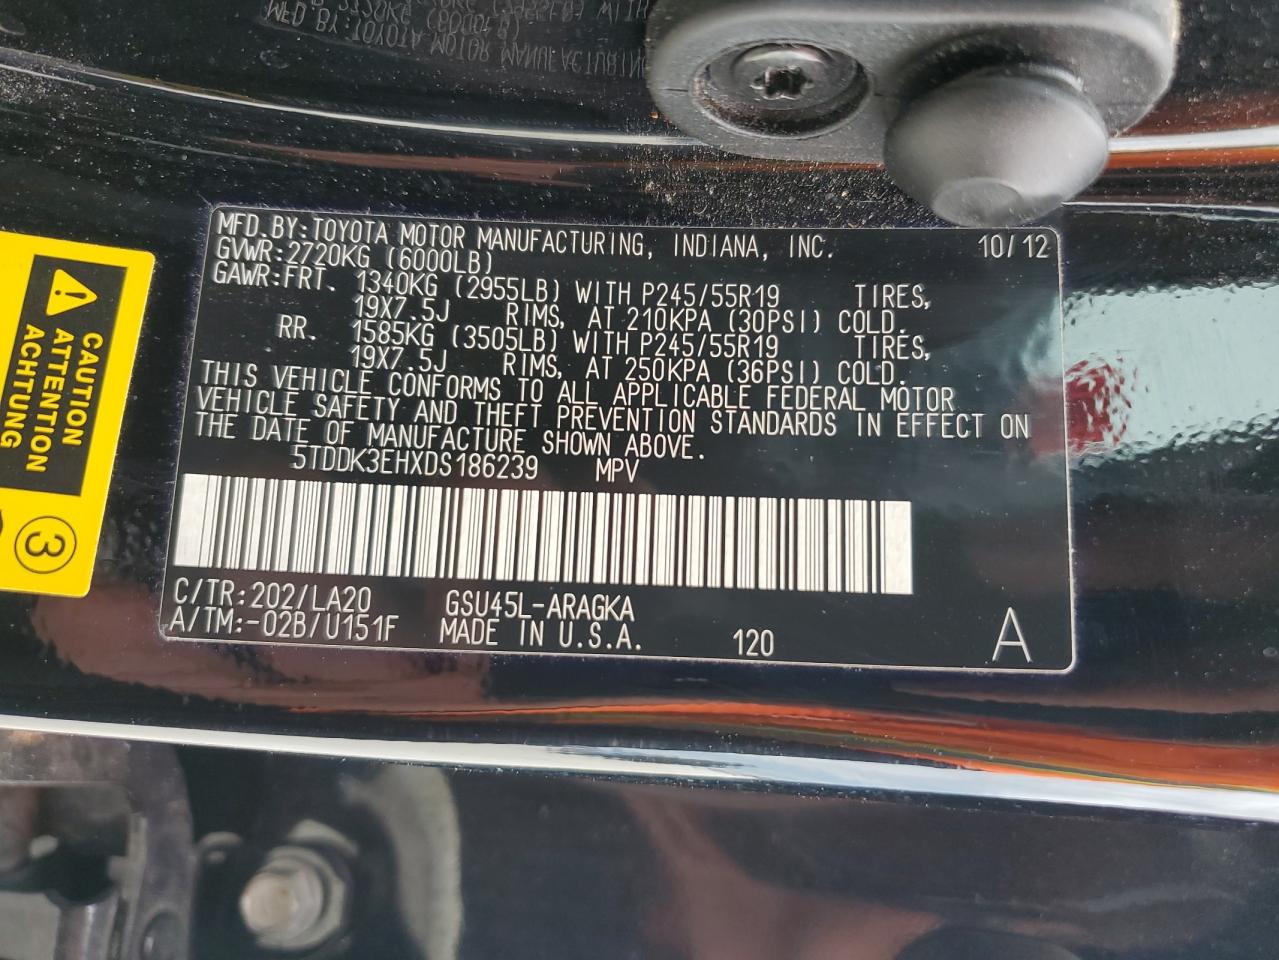 MFD.BY:TOYOTA MOTOR MANUFACTURING, INDIANA, INC. 10/12
GVWR:2720KG (6000LB)
GAWR:FRT. 1340KG (2955LB) WITH P245/55R19 TIRES,
19X7.5J RIMS, AT 210KPA (30PSI) COLD.
RR. 1585KG (3505LB) WITH P245/55R19 TIRES,
19X7.5J RIMS, AT 250KPA (36PSI) COLD.
THIS VEHICLE CONFORMS TO ALL APPLICABLE FEDERAL MOTOR
VEHICLE SAFETY AND THEFT PREVENTION STANDARDS IN EFFECT ON
THE DATE OF MANUFACTURE SHOWN ABOVE.
5TDDK3EHXDS186239 MPV
C/TR:202/LA20 GSU45L-ARAGKA
A/TM:-02B/U151F MADE IN U.S.A. 120 A
CAUTION
ATTENTION
ACHTUNG
3